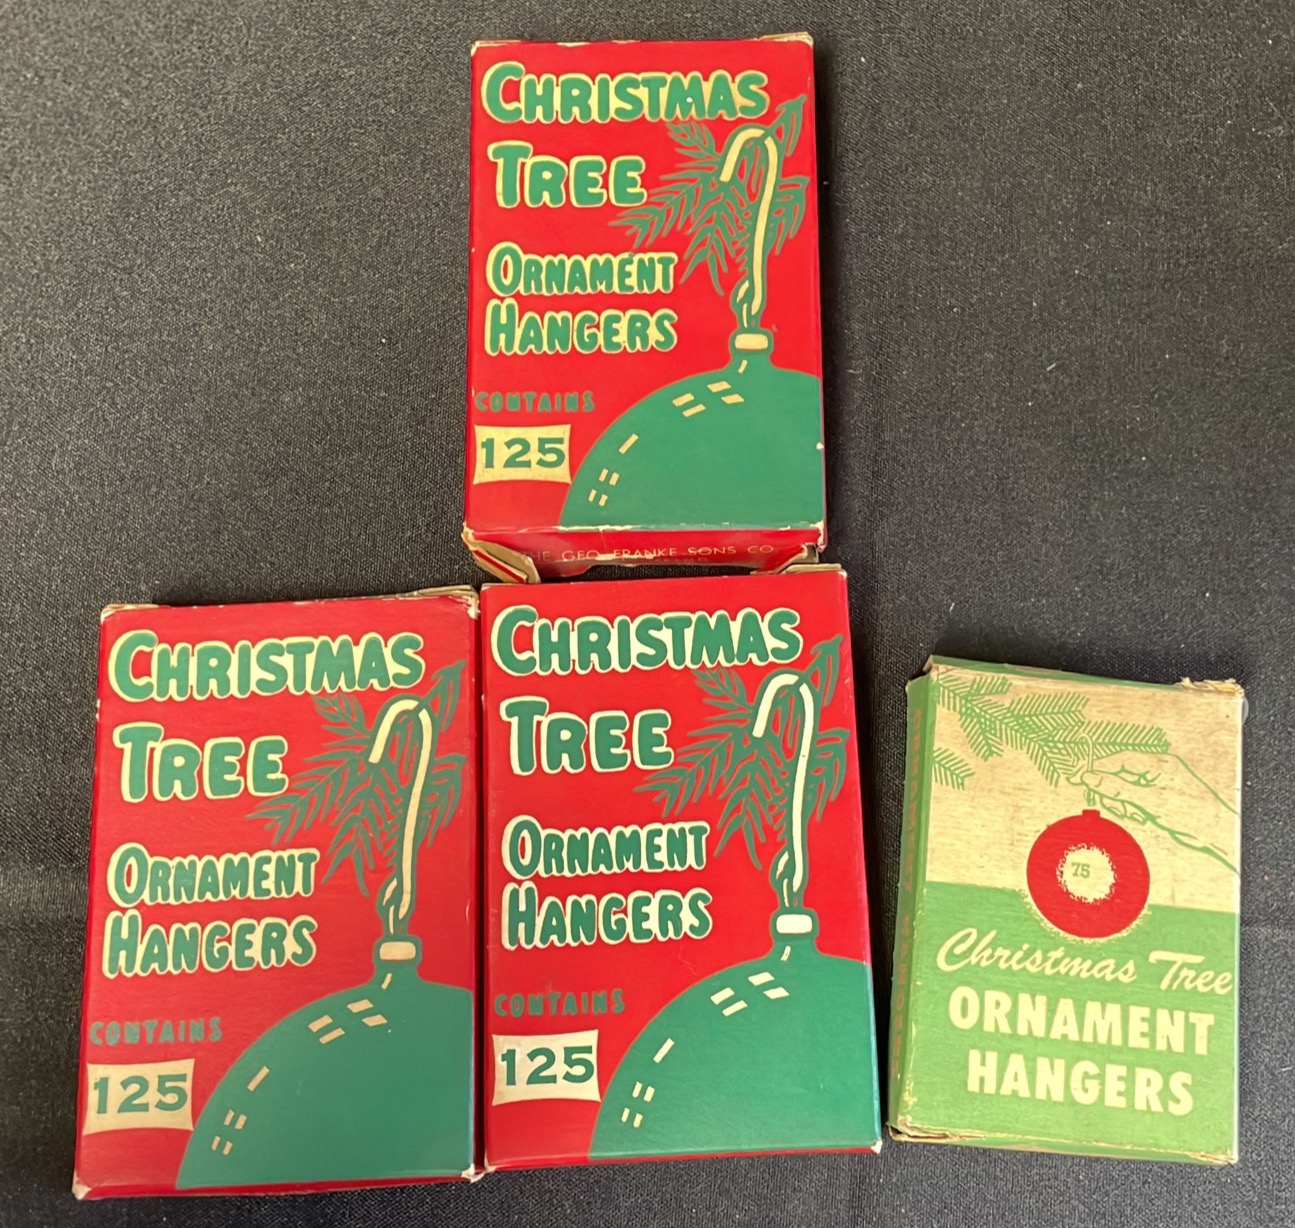 CHRISTMAS
TREE
ORNAMENT
HANGERS
CONTAINS
125
THE GEO. FRANKE SONS CO.
CHRISTMAS
TREE
ORNAMENT
HANGERS
CONTAINS
125
CHRISTMAS
TREE
ORNAMENT
HANGERS
CONTAINS
125
75
Christmas Tree
ORNAMENT
HANGERS